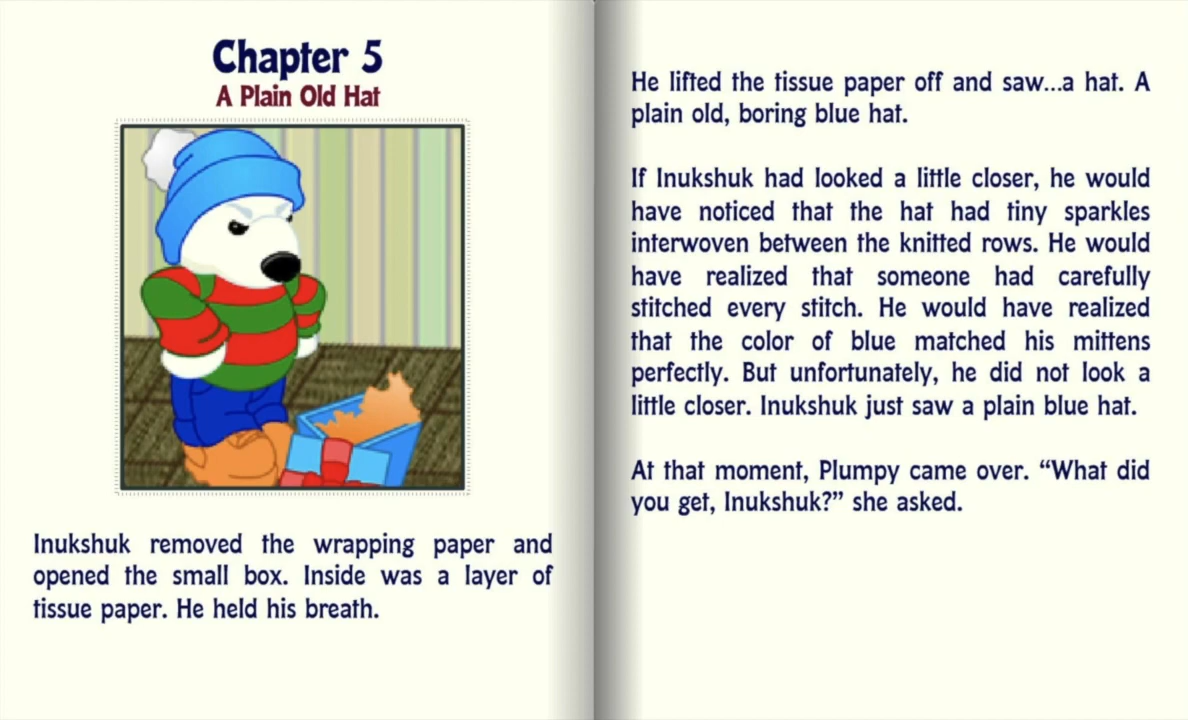 Chapter 5
A Plain Old Hat
Inukshuk removed the wrapping paper and
opened the small box. Inside was a layer of
tissue paper. He held his breath.
He lifted the tissue paper off and saw...a hat. A
plain old, boring blue hat.
If Inukshuk had looked a little closer, he would
have noticed that the hat had tiny sparkles
interwoven between the knitted rows. He would
have realized that someone had carefully
stitched every stitch. He would have realized
that the color of blue matched his mittens
perfectly. But unfortunately, he did not look a
little closer. Inukshuk just saw a plain blue hat.
At that moment, Plumpy came over. “What did
you get, Inukshuk?” she asked.